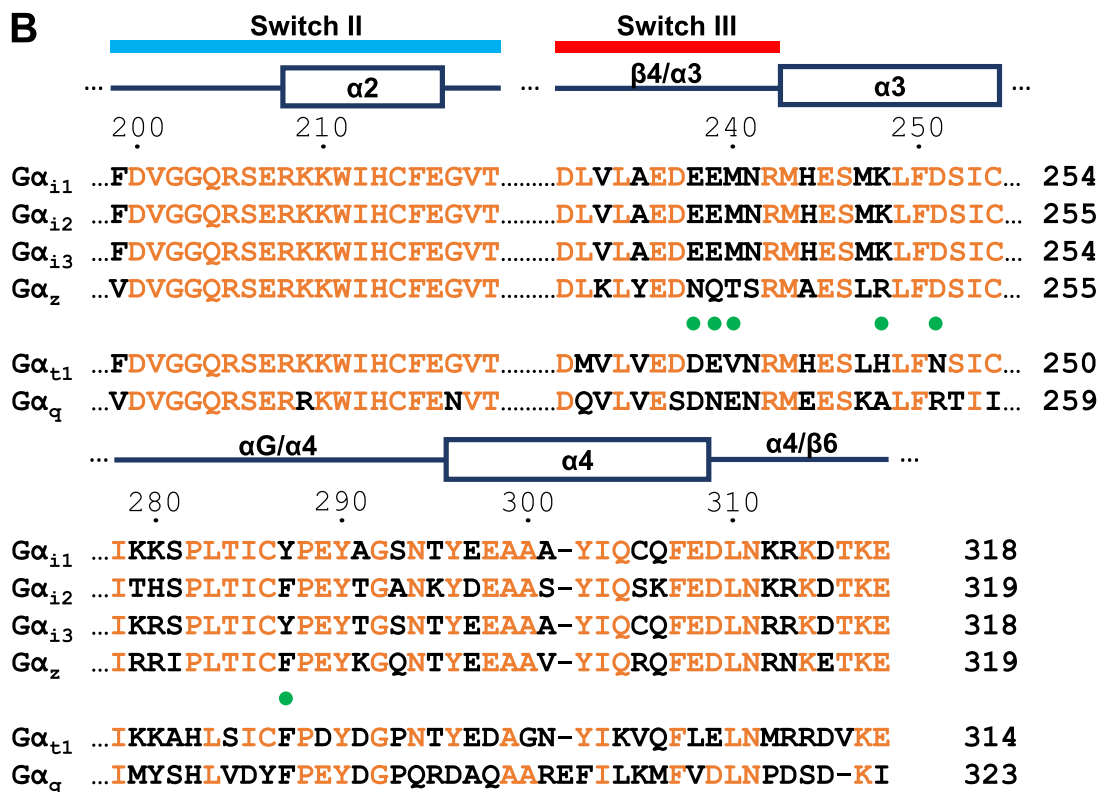 B
Switch II Switch III
... α2 ... β4/α3 α3 ...
200 210 240 250
Gαi1 ...FDVGGQRSERKKWIHCFEGVT.........DLVLAEDEEMNRMHESMKLFDSIC... 254
Gαi2 ...FDVGGQRSERKKWIHCFEGVT.........DLVLAEDEEMNRMHESMKLFDSIC... 255
Gαi3 ...FDVGGQRSERKKWIHCFEGVT.........DLVLAEDEEMNRMHESMKLFDSIC... 254
Gαz ...VDVGGQRSERKKWIHCFEGVT.........DLKLYEDNQTSRMAESLRLFDSIC... 255
Gαt1 ...FDVGGQRSERKKWIHCFEGVT.........DMVLVEDDEVNRMHESLHLFNSIC... 250
Gαq ...VDVGGQRSERRKWIHCFENVT.........DQVLVESDNENRMEESKALFRTII... 259
... αG/α4 α4 α4/β6 ...
280 290 300 310
Gαi1 ...IKKSPLTICYPEYAGSNTYEEAAA-YIQCQFEDLNKRKDTKE 318
Gαi2 ...ITHSPLTICFPEYTGANKYDEAAS-YIQSKFEDLNKRKDTKE 319
Gαi3 ...IKRSPLTICYPEYTGSNTYEEAAA-YIQCQFEDLNRRKDTKE 318
Gαz ...IRRIPLTICFPEYKGQNTYEEAAV-YIQRQFEDLNRNKETKE 319
Gαt1 ...IKKAHLSICFPDYDGPNTYEDAGN-YIKVQFLELNMRRDVKE 314
Gαq ...IMYSHLVDYFPEYDGPQRDAQAAREFILKMFVDLNPDSD-KI 323